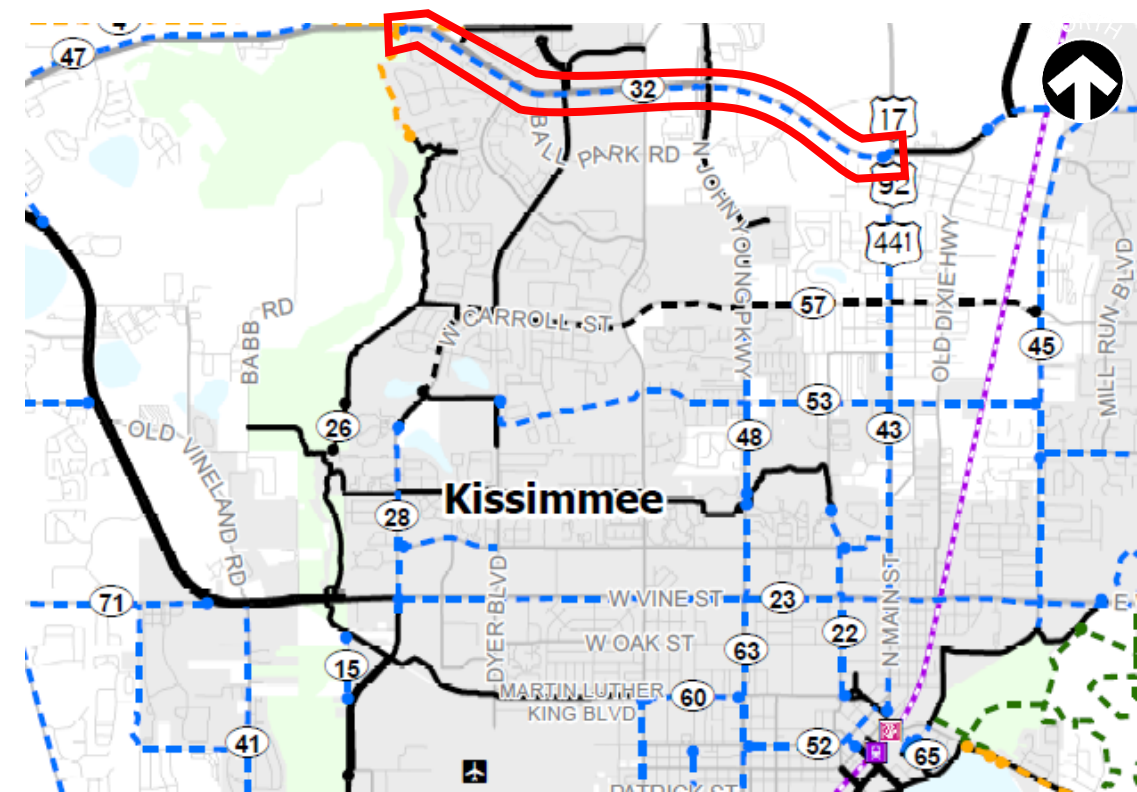 4
47
NORTH
32
17
92
441
BALL PARK RD
N JOHN YOUNG PKWY
OLD DIXIE HWY
MILL RUN BLVD
BABB RD
W CARROLL ST
57
45
53
26
48
43
OLD VINELAND RD
Kissimmee
28
71
W VINE ST
23
E
N MAIN ST
DYER BLVD
W OAK ST
22
15
63
MARTIN LUTHER
KING BLVD
60
41
52
65
PATRICK ST